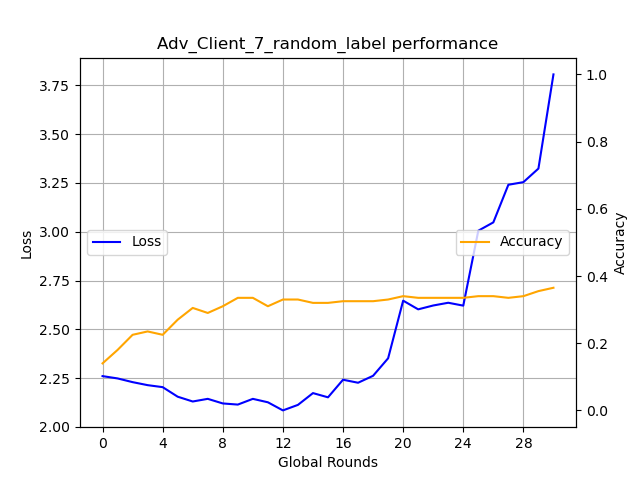 Adv_Client_7_random_label performance
3.75
3.50
3.25
3.00
2.75
2.50
2.25
2.00
Loss
Loss
Accuracy
1.0
0.8
0.6
0.4
0.2
0.0
Accuracy
0 4 8 12 16 20 24 28
Global Rounds